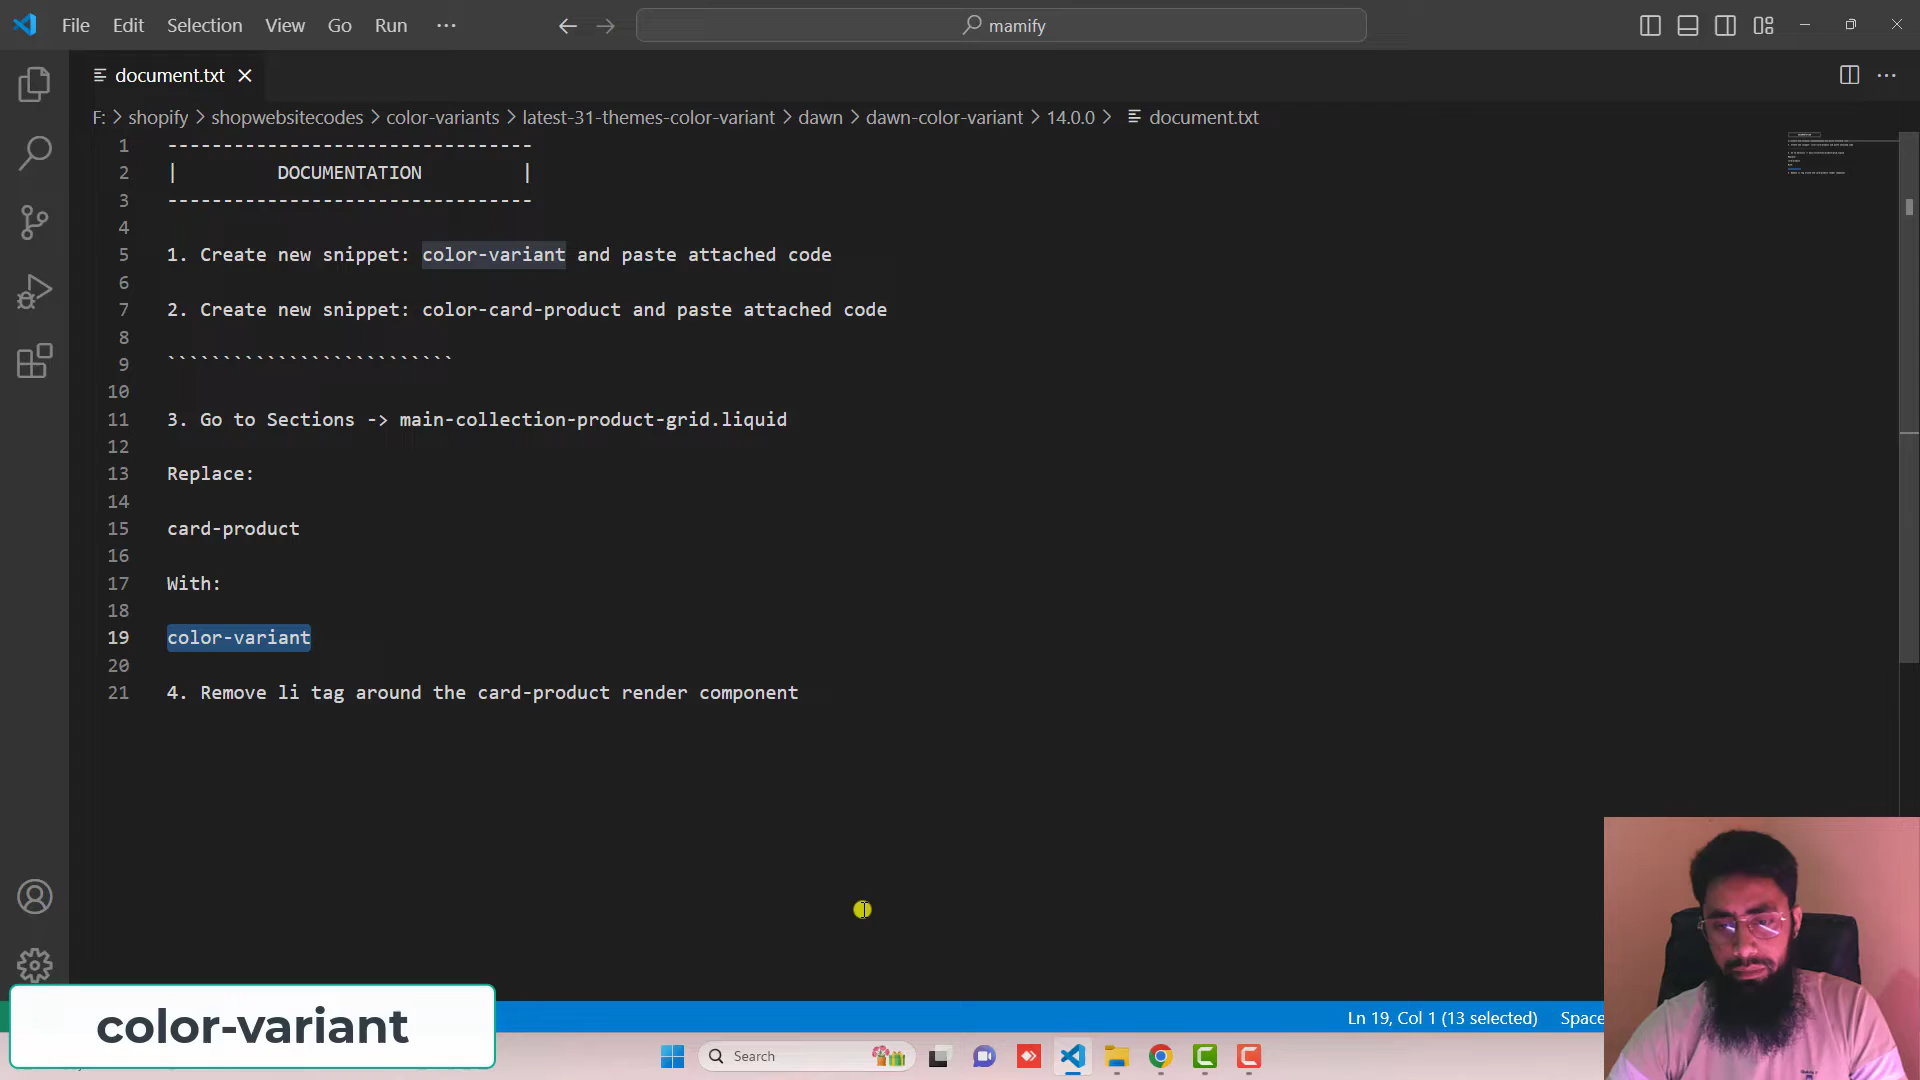 File Edit Selection View Go Run ···
mamify
document.txt
F: > shopify > shopwebsitecodes > color-variants > latest-31-themes-color-variant > dawn > dawn-color-variant > 14.0.0 > document.txt
1 ---------------------------------
2 | DOCUMENTATION |
3 ---------------------------------
4
5 1. Create new snippet: color-variant and paste attached code
6
7 2. Create new snippet: color-card-product and paste attached code
8
9 ``````````````````````````
10
11 3. Go to Sections -> main-collection-product-grid.liquid
12
13 Replace:
14
15 card-product
16
17 With:
18
19 color-variant
20
21 4. Remove li tag around the card-product render component
Ln 19, Col 1 (13 selected) Space
color-variant
Search